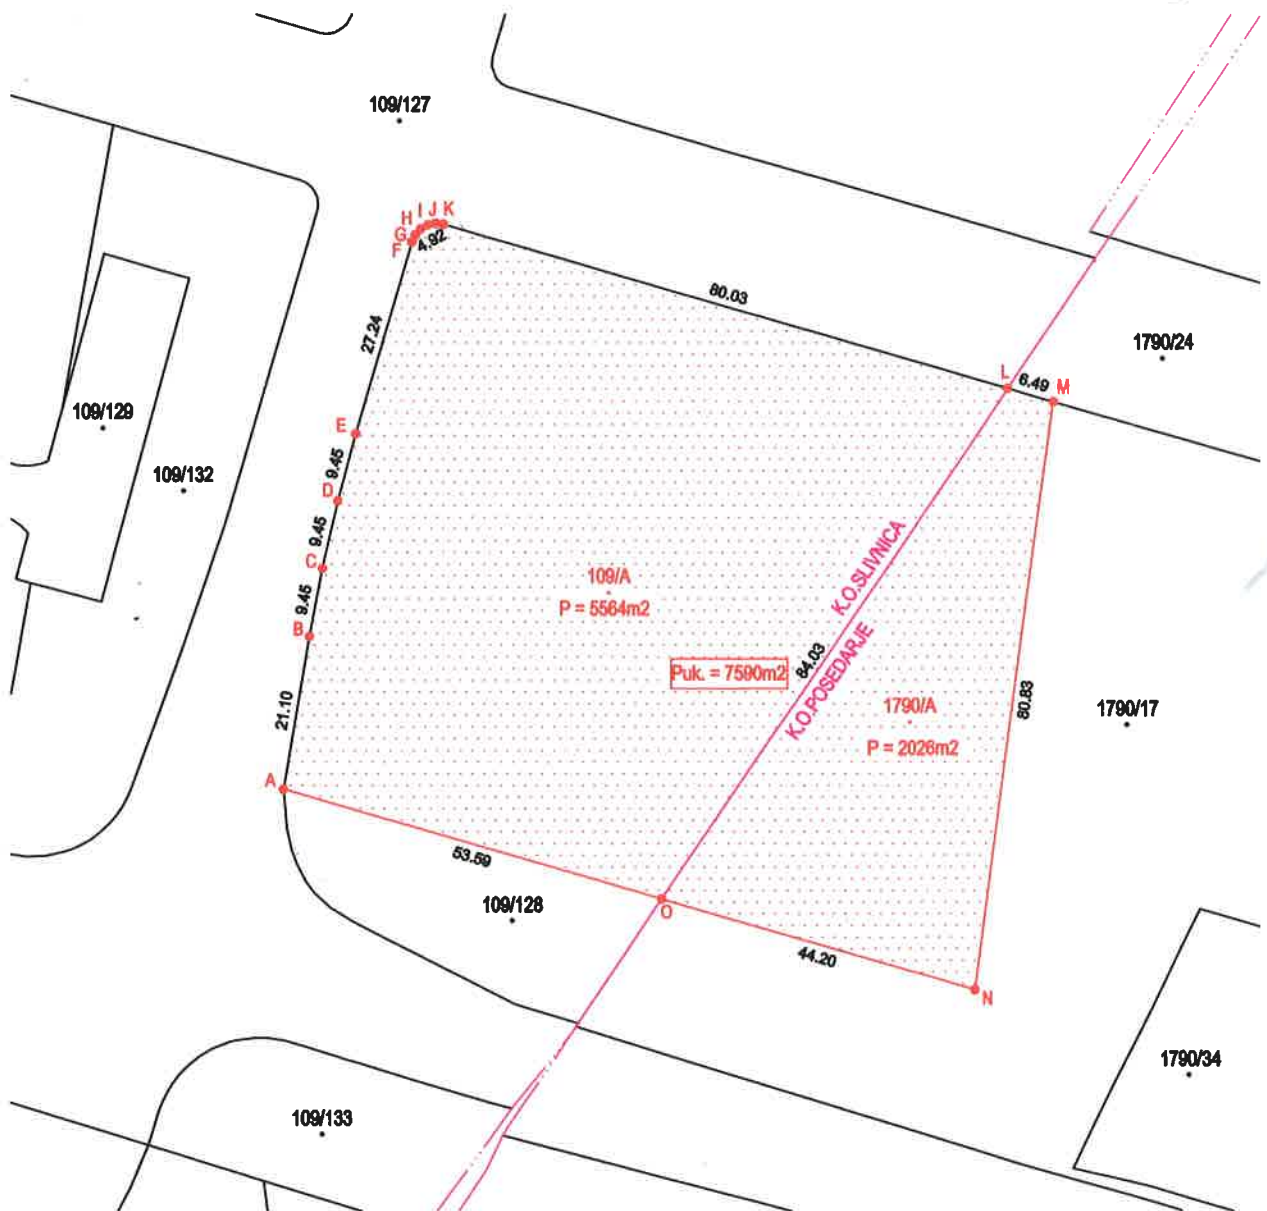 109/127
H I J K
G
F
4.92
80.03
27.24
1790/24
L
6.49
M
109/129
E
9.45
109/132
D
9.45
K.O.SLIVNICA
C
109/A
P = 5564m2
9.45
B
K.O.POSEDARJE
84.03
Puk. = 7590m2
21.10
80.83
1790/A
1790/17
P = 2026m2
A
53.59
109/128
O
44.20
N
1790/34
109/133